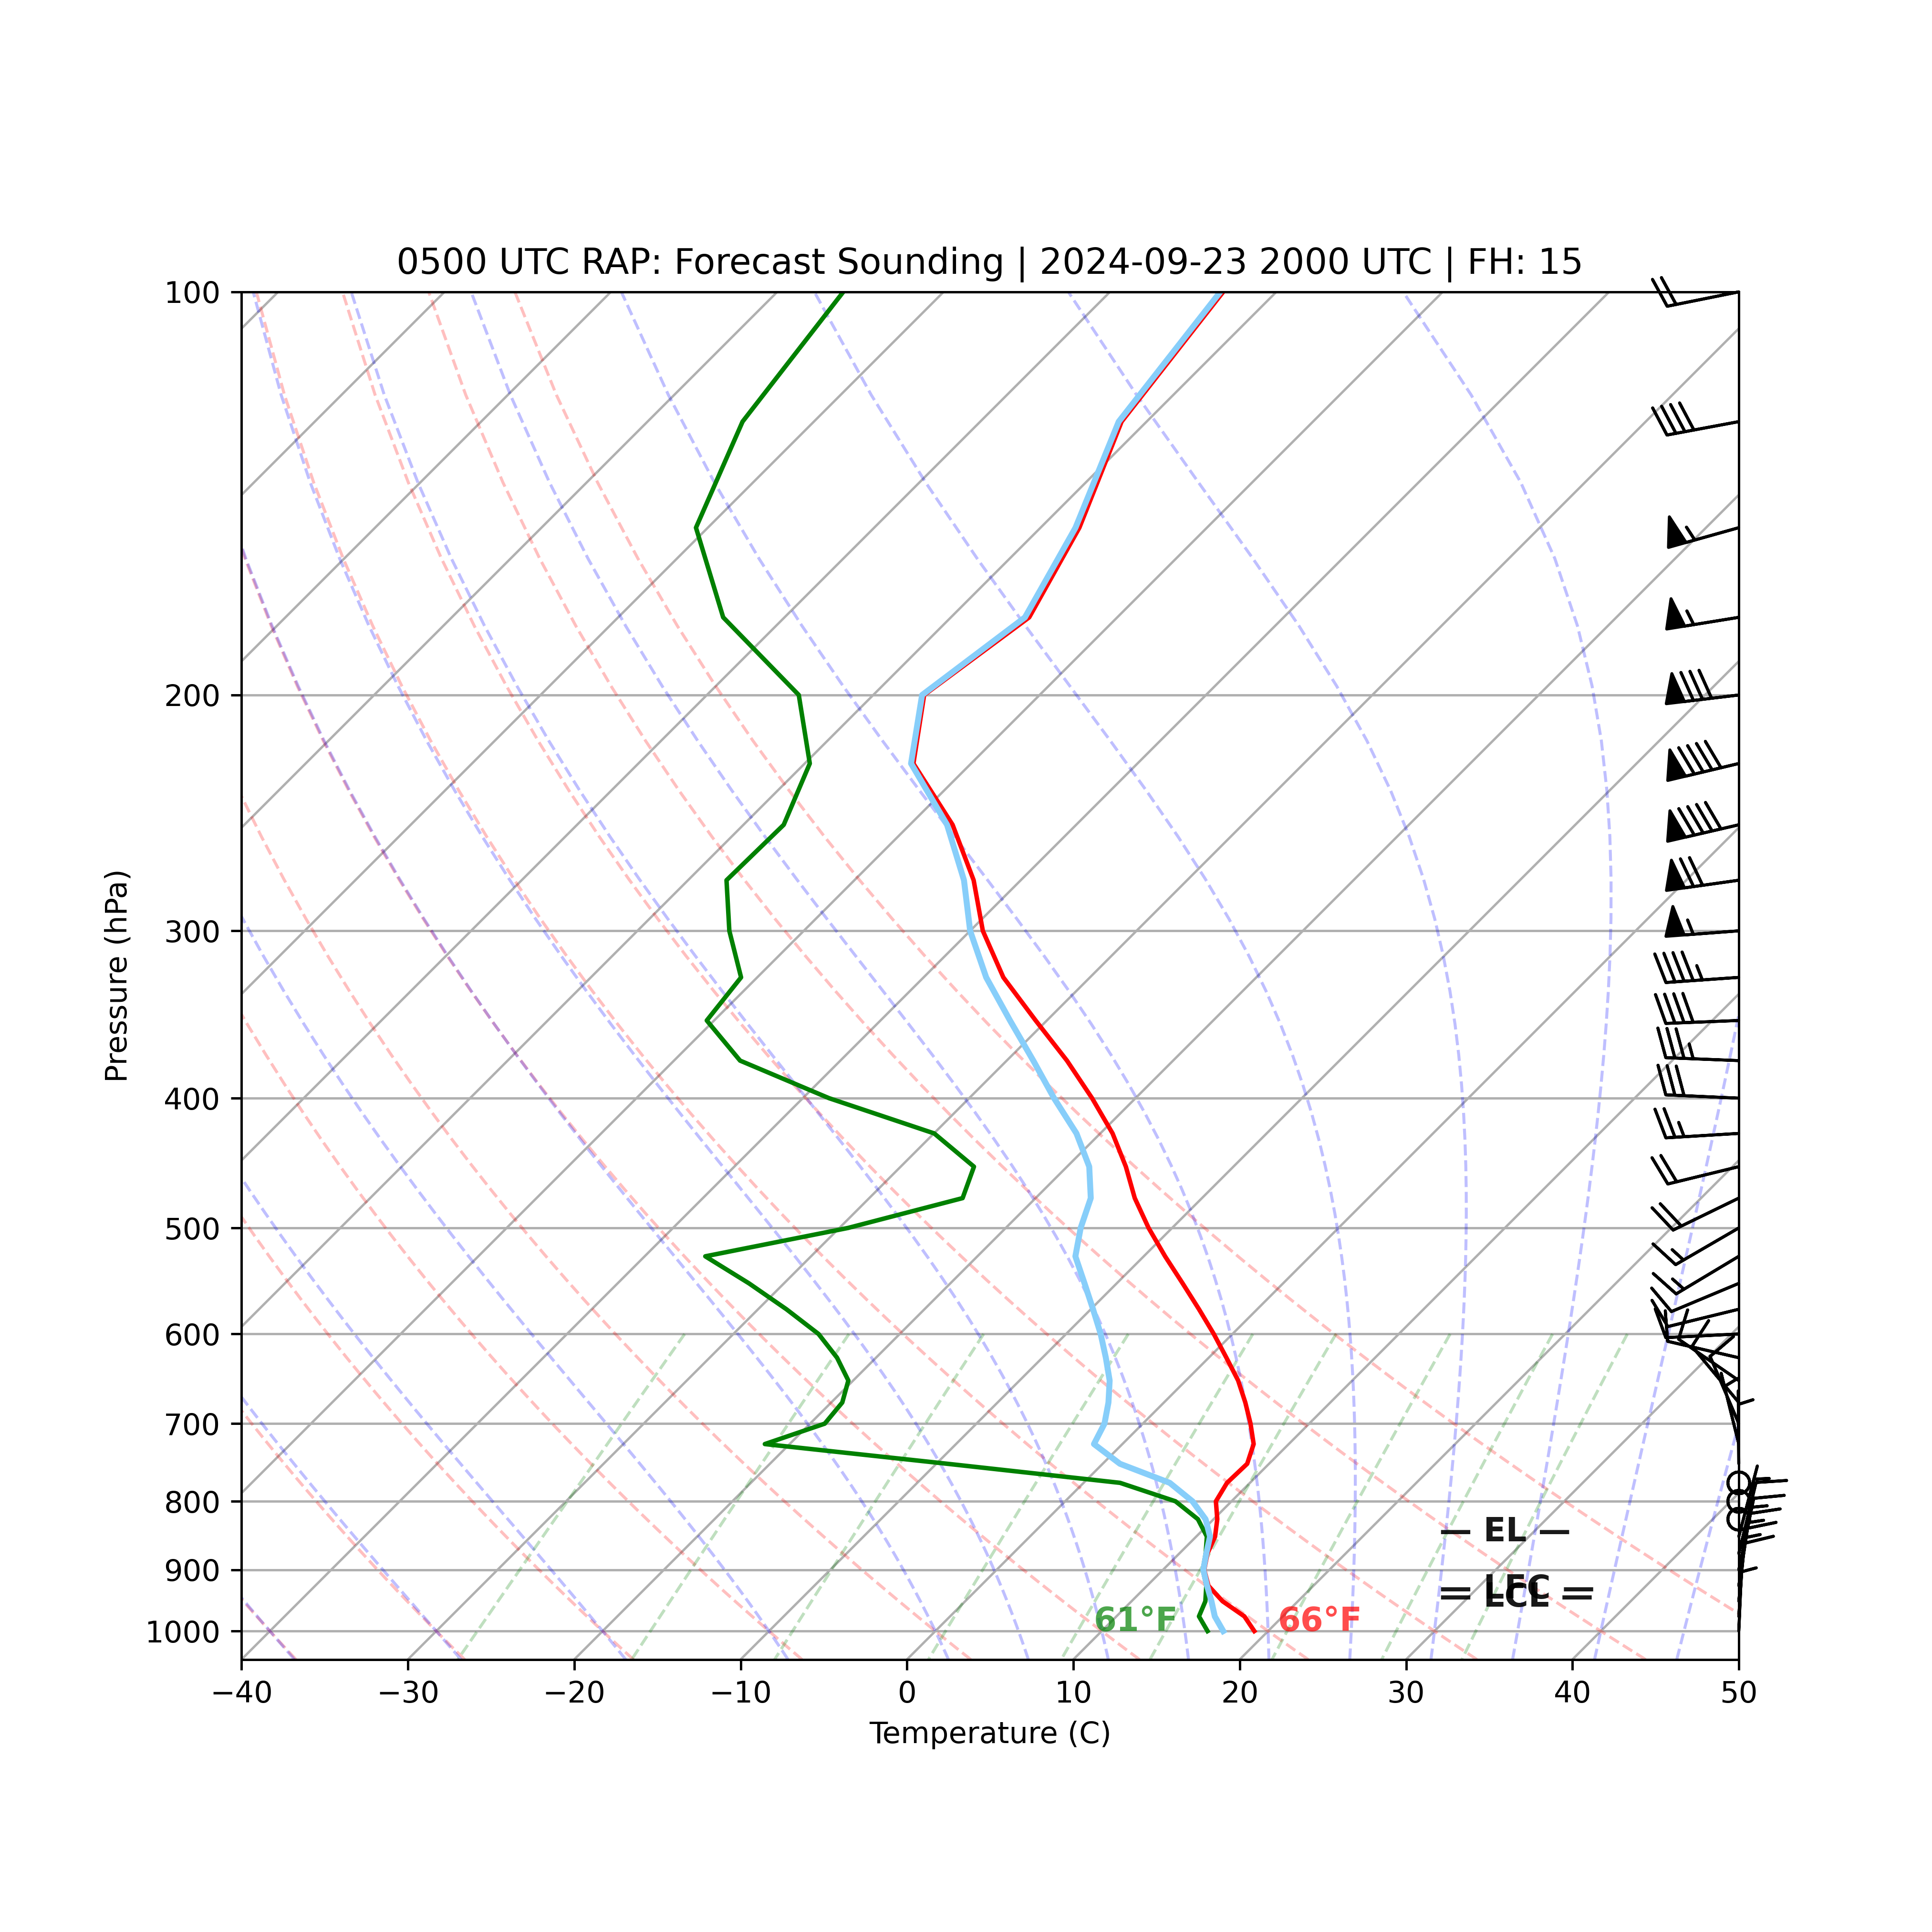 0500 UTC RAP: Forecast Sounding | 2024-09-23 2000 UTC | FH: 15
100
200
300
400
500
600
700
800
900
1000
Pressure (hPa)
— EL —
— LFC —
— LCL —
61°F
66°F
−40 −30 −20 −10 0 10 20 30 40 50
Temperature (C)